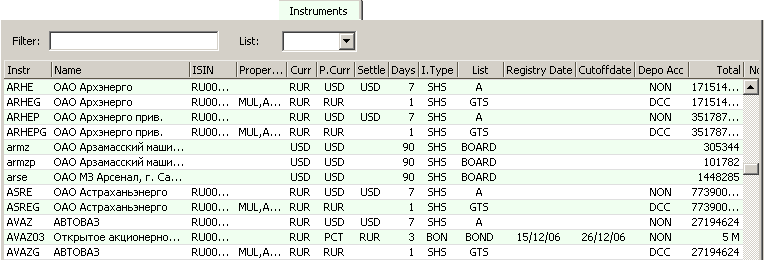 Instruments
Filter: List:
Instr Name ISIN Proper... Curr P.Curr Settle Days I.Type List Registry Date Cutoffdate Depo Acc Total No
ARHE ОАО Архэнерго RU00... RUR USD USD 7 SHS A NON 171514...
ARHEG ОАО Архэнерго RU00... MUL,A... RUR RUR 1 SHS GTS DCC 171514...
ARHEP ОАО Архэнерго прив. RU00... RUR USD USD 7 SHS A NON 351787...
ARHEPG ОАО Архэнерго прив. RU00... MUL,A... RUR RUR 1 SHS GTS DCC 351787...
armz ОАО Арзамасский маши... USD USD 90 SHS BOARD 305344
armzp ОАО Арзамасский маши... USD USD 90 SHS BOARD 101782
arse ОАО МЗ Арсенал, г. Са... USD USD 90 SHS BOARD 1448285
ASRE ОАО Астраханьэнерго RU00... RUR USD USD 7 SHS A NON 773900...
ASREG ОАО Астраханьэнерго RU00... MUL,A... RUR RUR 1 SHS GTS DCC 773900...
AVAZ АВТОВАЗ RU00... RUR USD USD 7 SHS A NON 27194624
AVAZ03 Открытое акционерно... RU00... RUR PCT RUR 3 BON BOND 15/12/06 26/12/06 NON 5 M
AVAZG АВТОВАЗ RU00... MUL,A... RUR RUR 1 SHS GTS DCC 27194624